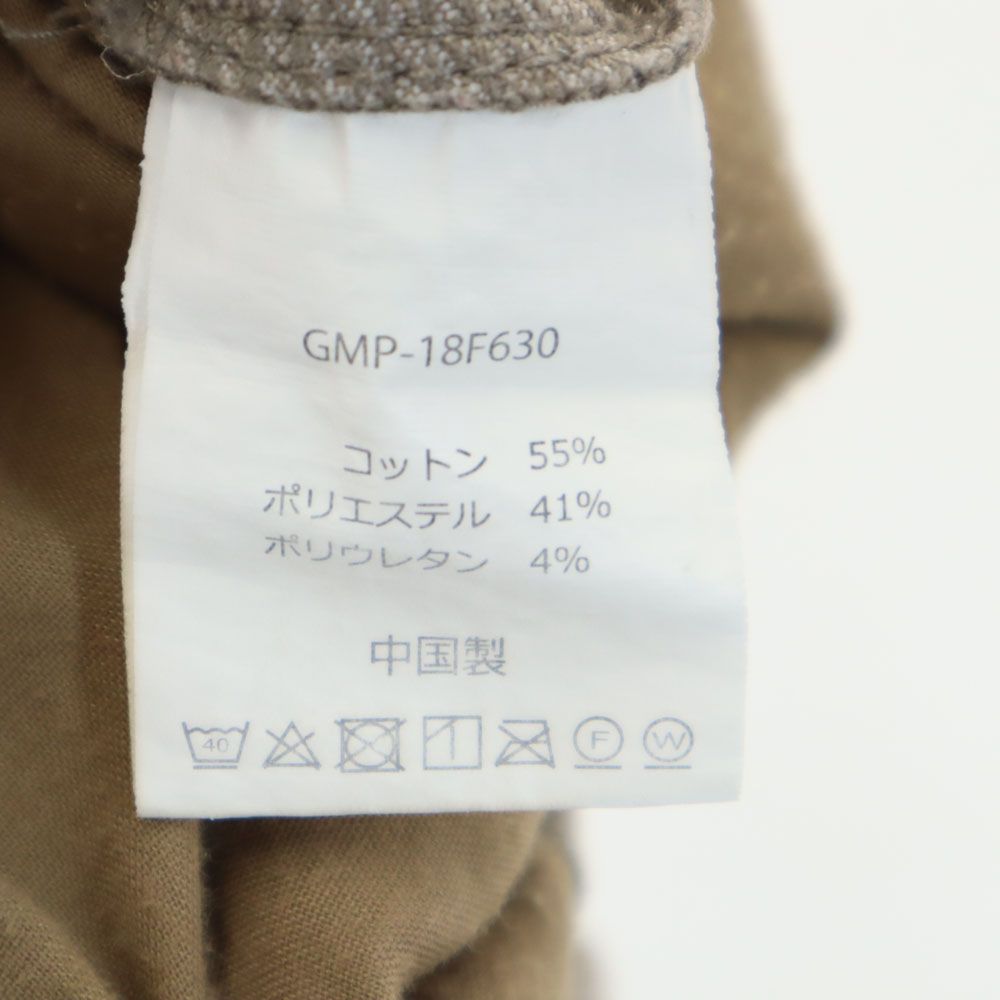 GMP-18F630
コットン 55%
ポリエステル 41%
ポリウレタン 4%
中国製
40 F W